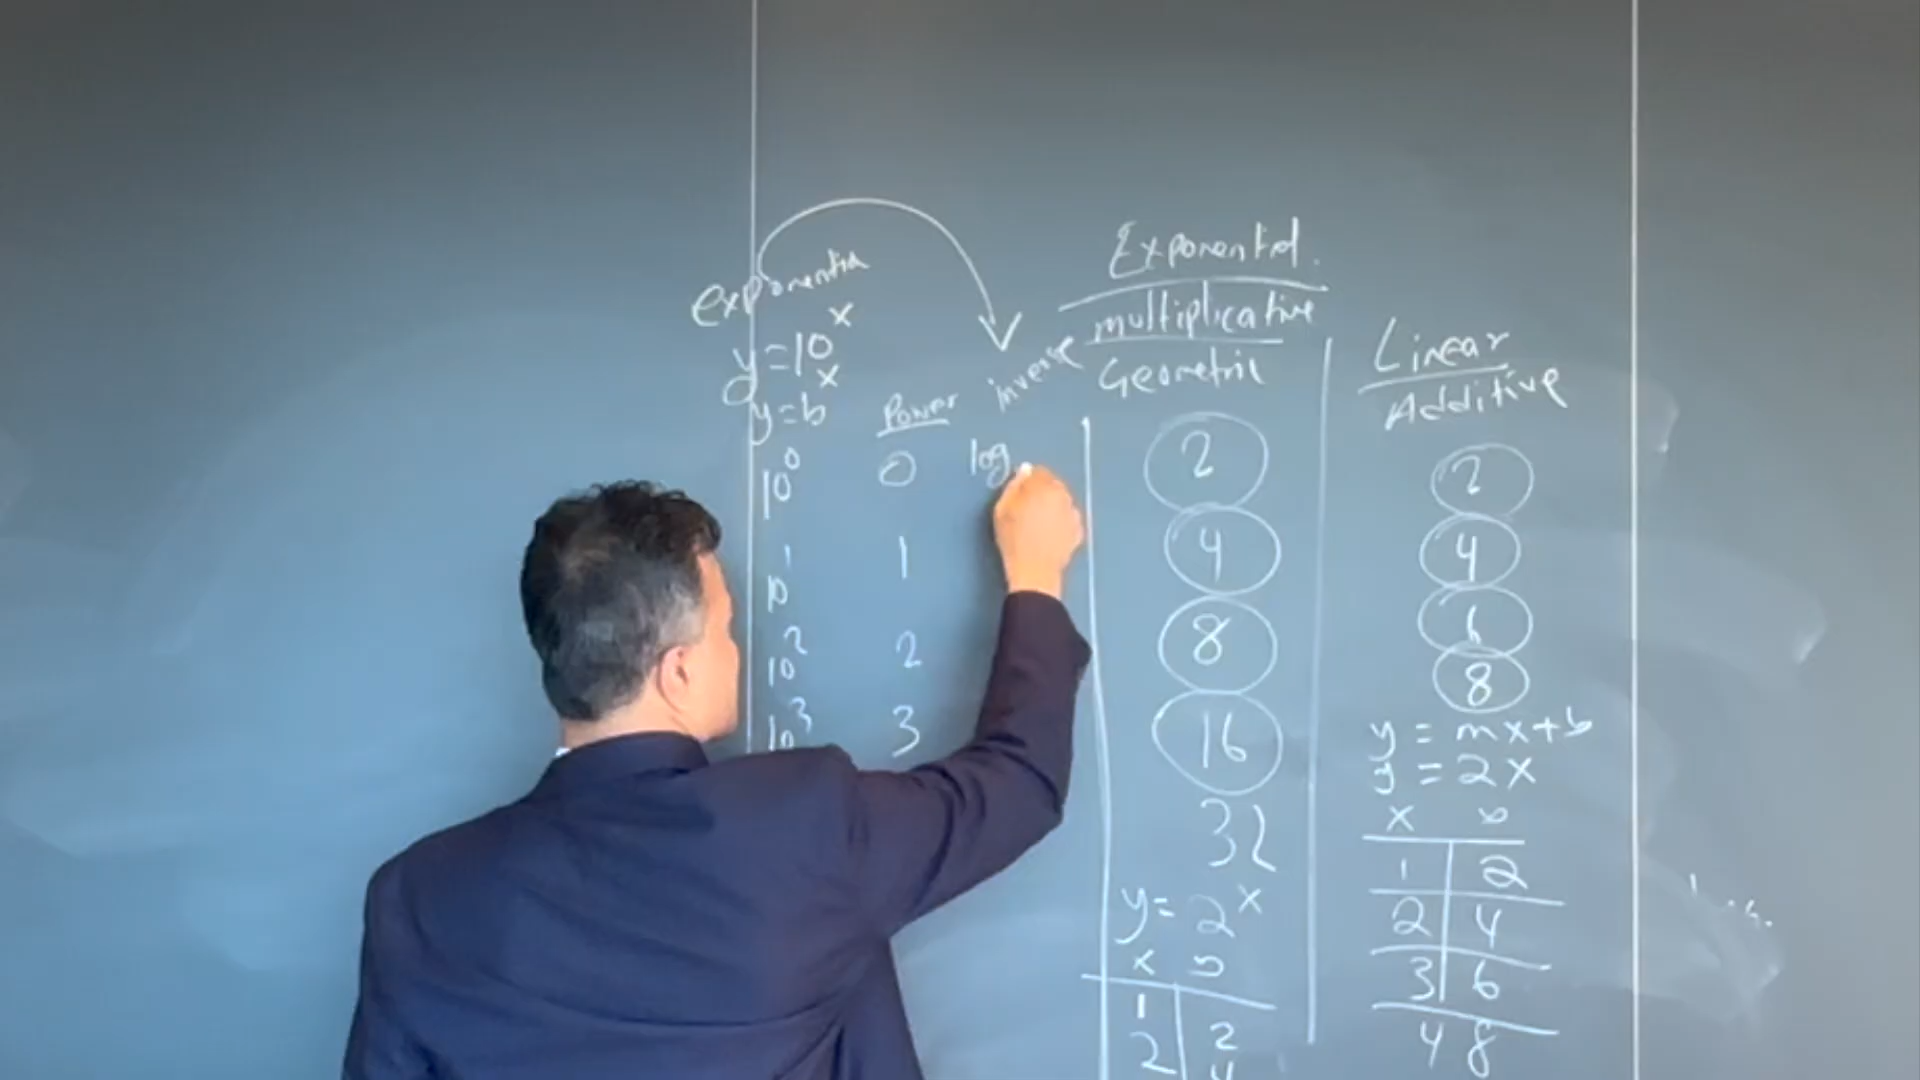 exponentia
y=10^x
y=b^x
Power
inverse
10^0 0 log
10^1 1
10^2 2
10^3 3
Exponential
multiplicative
Geometric
2
4
8
16
32
y=2^x
x y
1 2
2 4
Linear
Additive
2
4
6
8
y = mx+b
y = 2x
x y
1 2
2 4
3 6
4 8